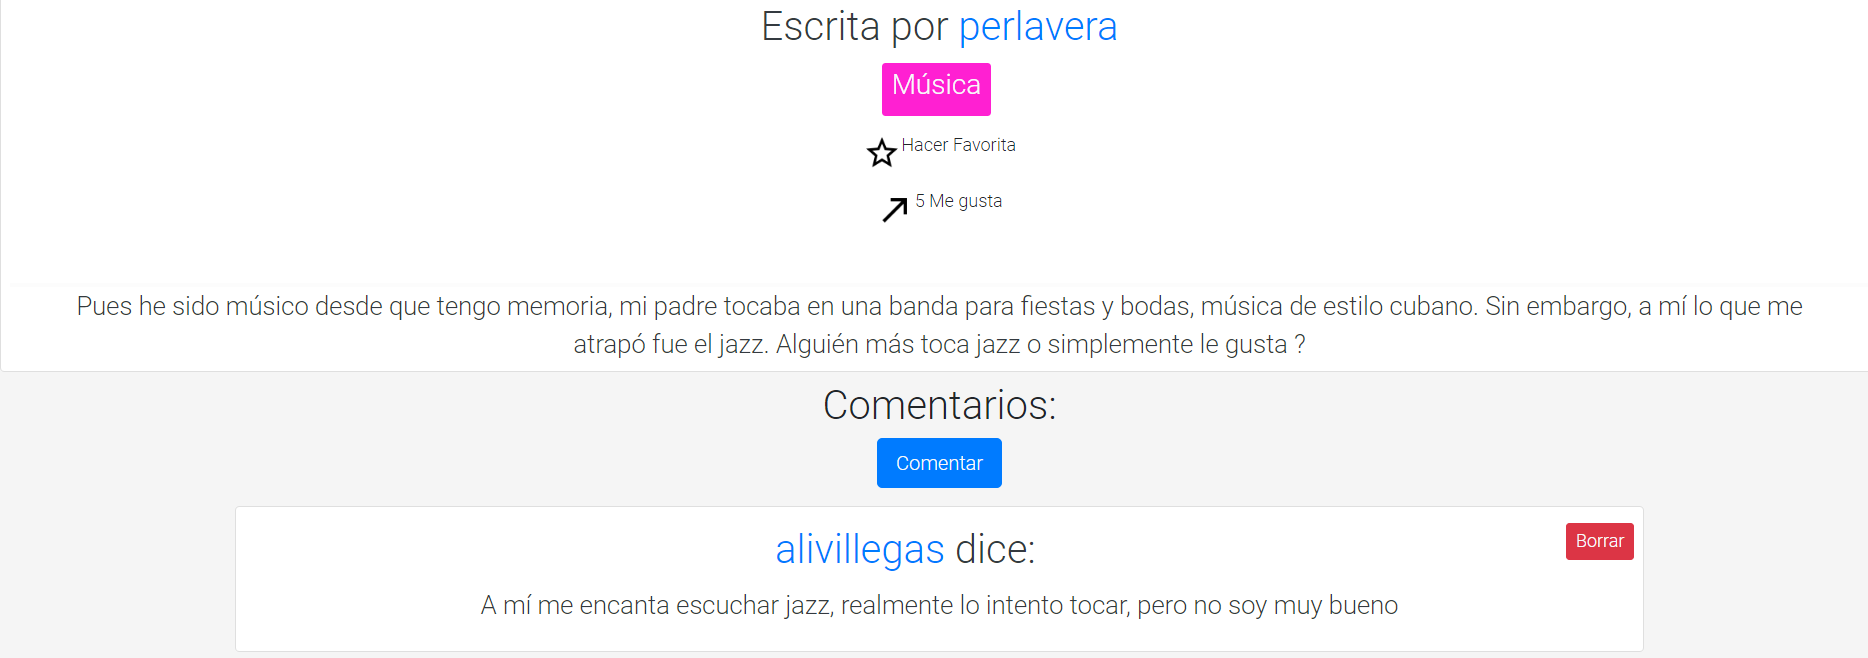 Escrita por perlavera
Música
Hacer Favorita
5 Me gusta
Pues he sido músico desde que tengo memoria, mi padre tocaba en una banda para fiestas y bodas, música de estilo cubano. Sin embargo, a mí lo que me
atrapó fue el jazz. Alguién más toca jazz o simplemente le gusta ?
Comentarios:
Comentar
alivillegas dice:
Borrar
A mí me encanta escuchar jazz, realmente lo intento tocar, pero no soy muy bueno